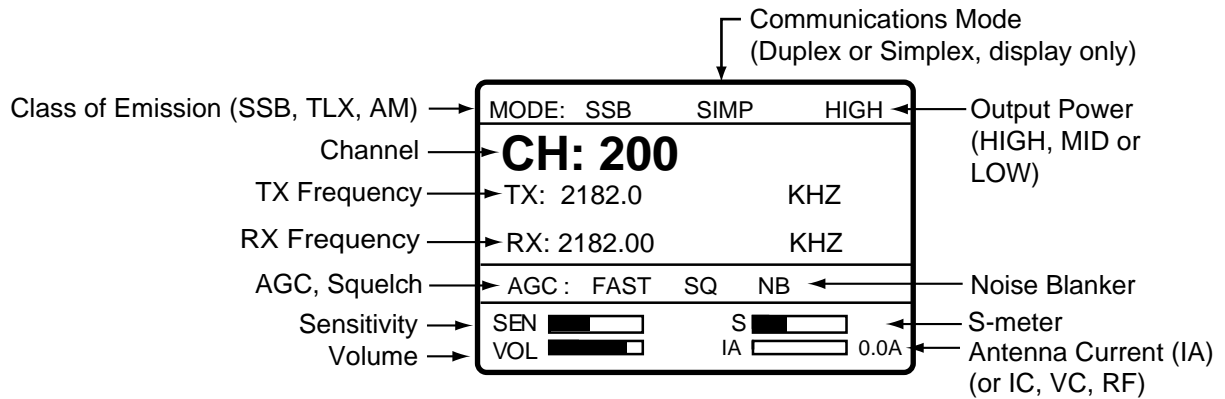 Communications Mode
(Duplex or Simplex, display only)
Class of Emission (SSB, TLX, AM)
MODE: SSB SIMP HIGH
Output Power
(HIGH, MID or
LOW)
Channel
CH: 200
TX Frequency
TX: 2182.0 KHZ
RX Frequency
RX: 2182.00 KHZ
AGC, Squelch
AGC : FAST SQ NB
Noise Blanker
Sensitivity
SEN S
S-meter
Volume
VOL IA 0.0A
Antenna Current (IA)
(or IC, VC, RF)